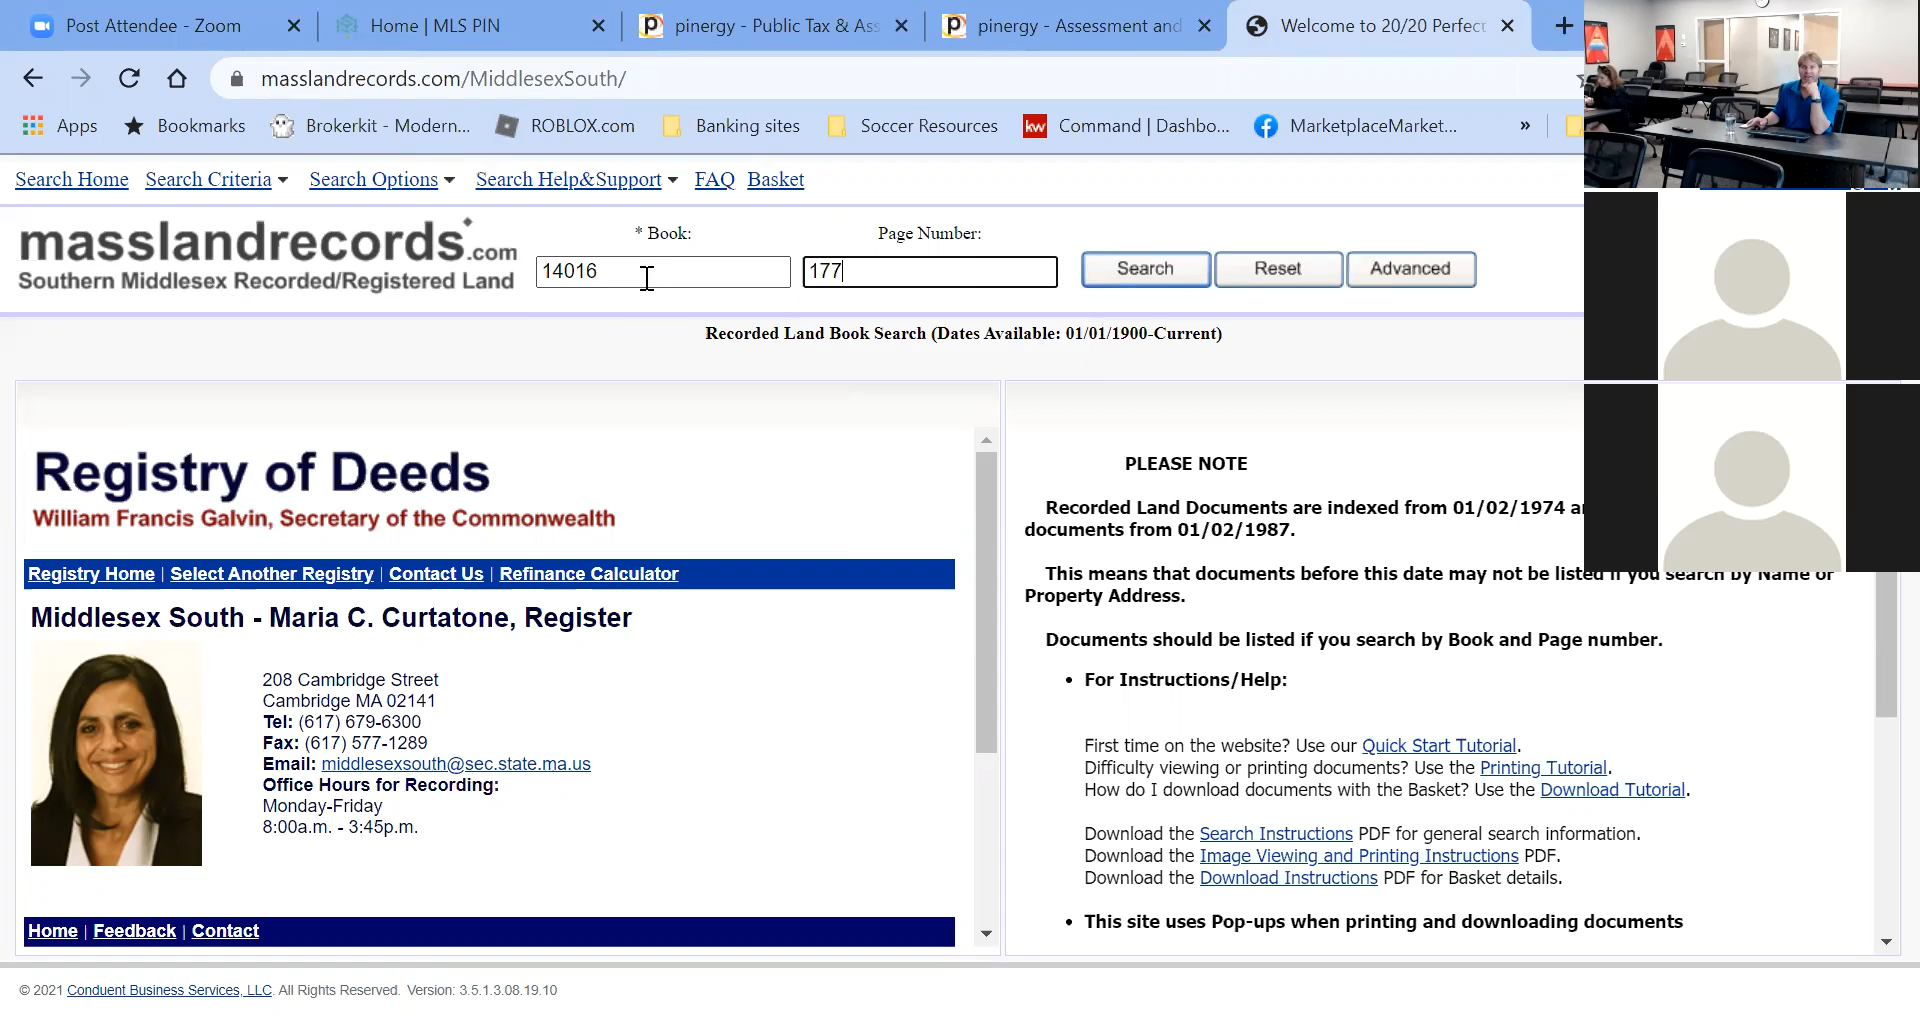 Post Attendee - Zoom
Home | MLS PIN
pinergy - Public Tax & Ass
pinergy - Assessment and
Welcome to 20/20 Perfec
masslandrecords.com/MiddlesexSouth/
Apps
Bookmarks
Brokerkit - Modern...
ROBLOX.com
Banking sites
Soccer Resources
kw
Command | Dashbo...
MarketplaceMarket...
»
Search Home
Search Criteria
Search Options
Search Help&Support
FAQ
Basket
masslandrecords.com
Southern Middlesex Recorded/Registered Land
* Book:
Page Number:
14016
177
Search
Reset
Advanced
Recorded Land Book Search (Dates Available: 01/01/1900-Current)
Registry of Deeds
William Francis Galvin, Secretary of the Commonwealth
Registry Home | Select Another Registry | Contact Us | Refinance Calculator
Middlesex South - Maria C. Curtatone, Register
208 Cambridge Street
Cambridge MA 02141
Tel: (617) 679-6300
Fax: (617) 577-1289
Email: middlesexsouth@sec.state.ma.us
Office Hours for Recording:
Monday-Friday
8:00a.m. - 3:45p.m.
Home | Feedback | Contact
PLEASE NOTE
Recorded Land Documents are indexed from 01/02/1974
documents from 01/02/1987.
This means that documents before this date may not be listed if you search by Name or
Property Address.
Documents should be listed if you search by Book and Page number.
• For Instructions/Help:
First time on the website? Use our Quick Start Tutorial.
Difficulty viewing or printing documents? Use the Printing Tutorial.
How do I download documents with the Basket? Use the Download Tutorial.
Download the Search Instructions PDF for general search information.
Download the Image Viewing and Printing Instructions PDF.
Download the Download Instructions PDF for Basket details.
• This site uses Pop-ups when printing and downloading documents
© 2021 Conduent Business Services, LLC. All Rights Reserved. Version: 3.5.1.3.08.19.10